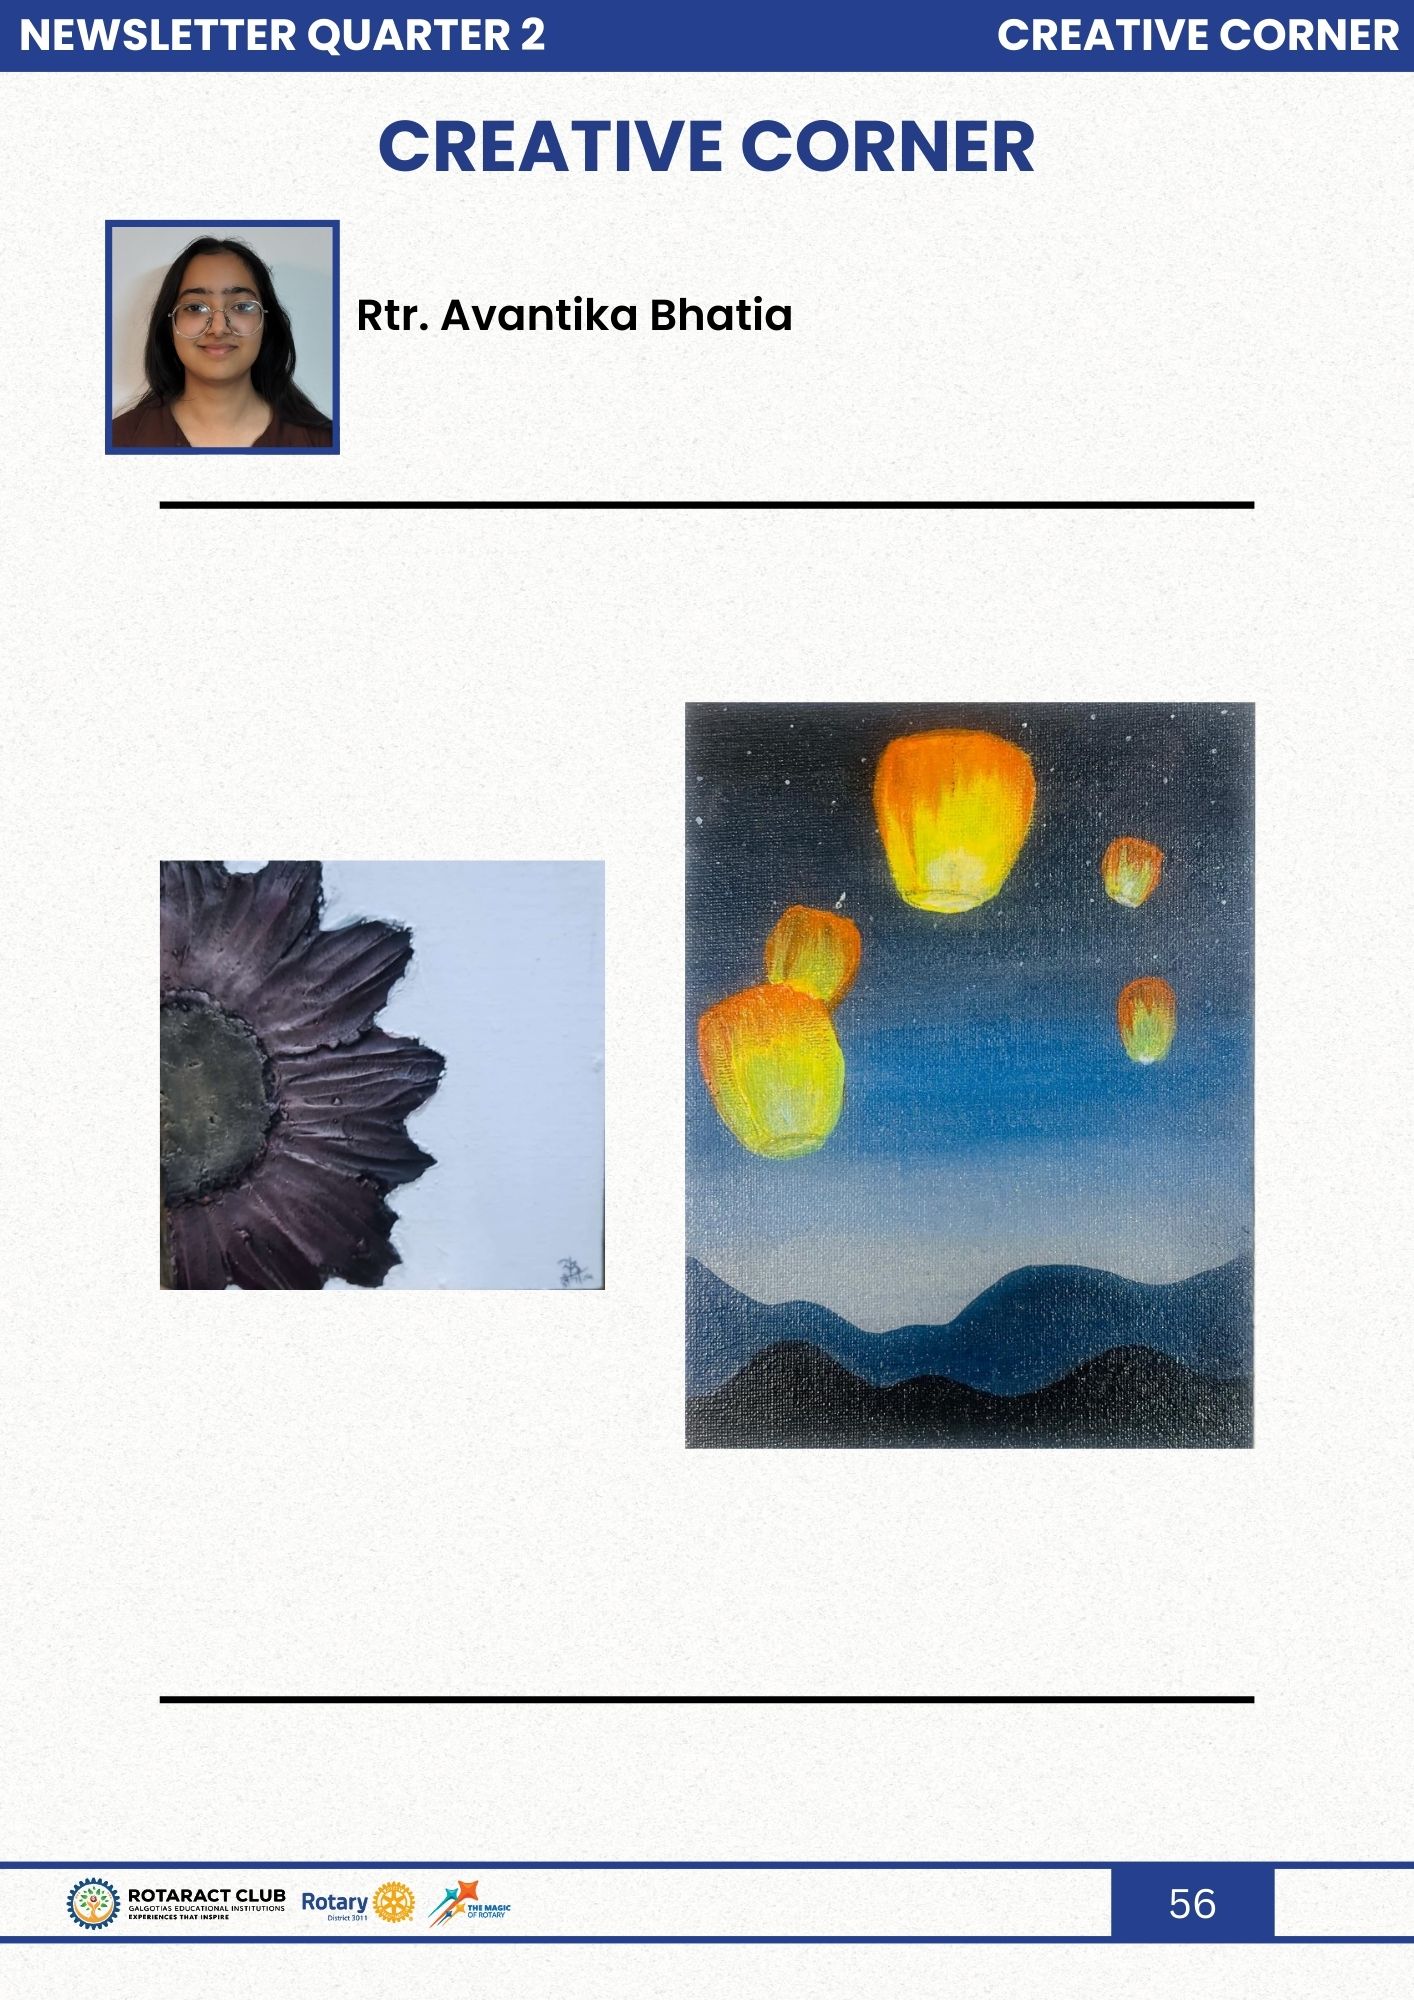 NEWSLETTER QUARTER 2
CREATIVE CORNER
CREATIVE CORNER
Rtr. Avantika Bhatia
ROTARACT CLUB
GALGOTIAS EDUCATIONAL INSTITUTIONS
EXPERIENCES THAT INSPIRE
Rotary
District 3011
THE MAGIC
OF ROTARY
56